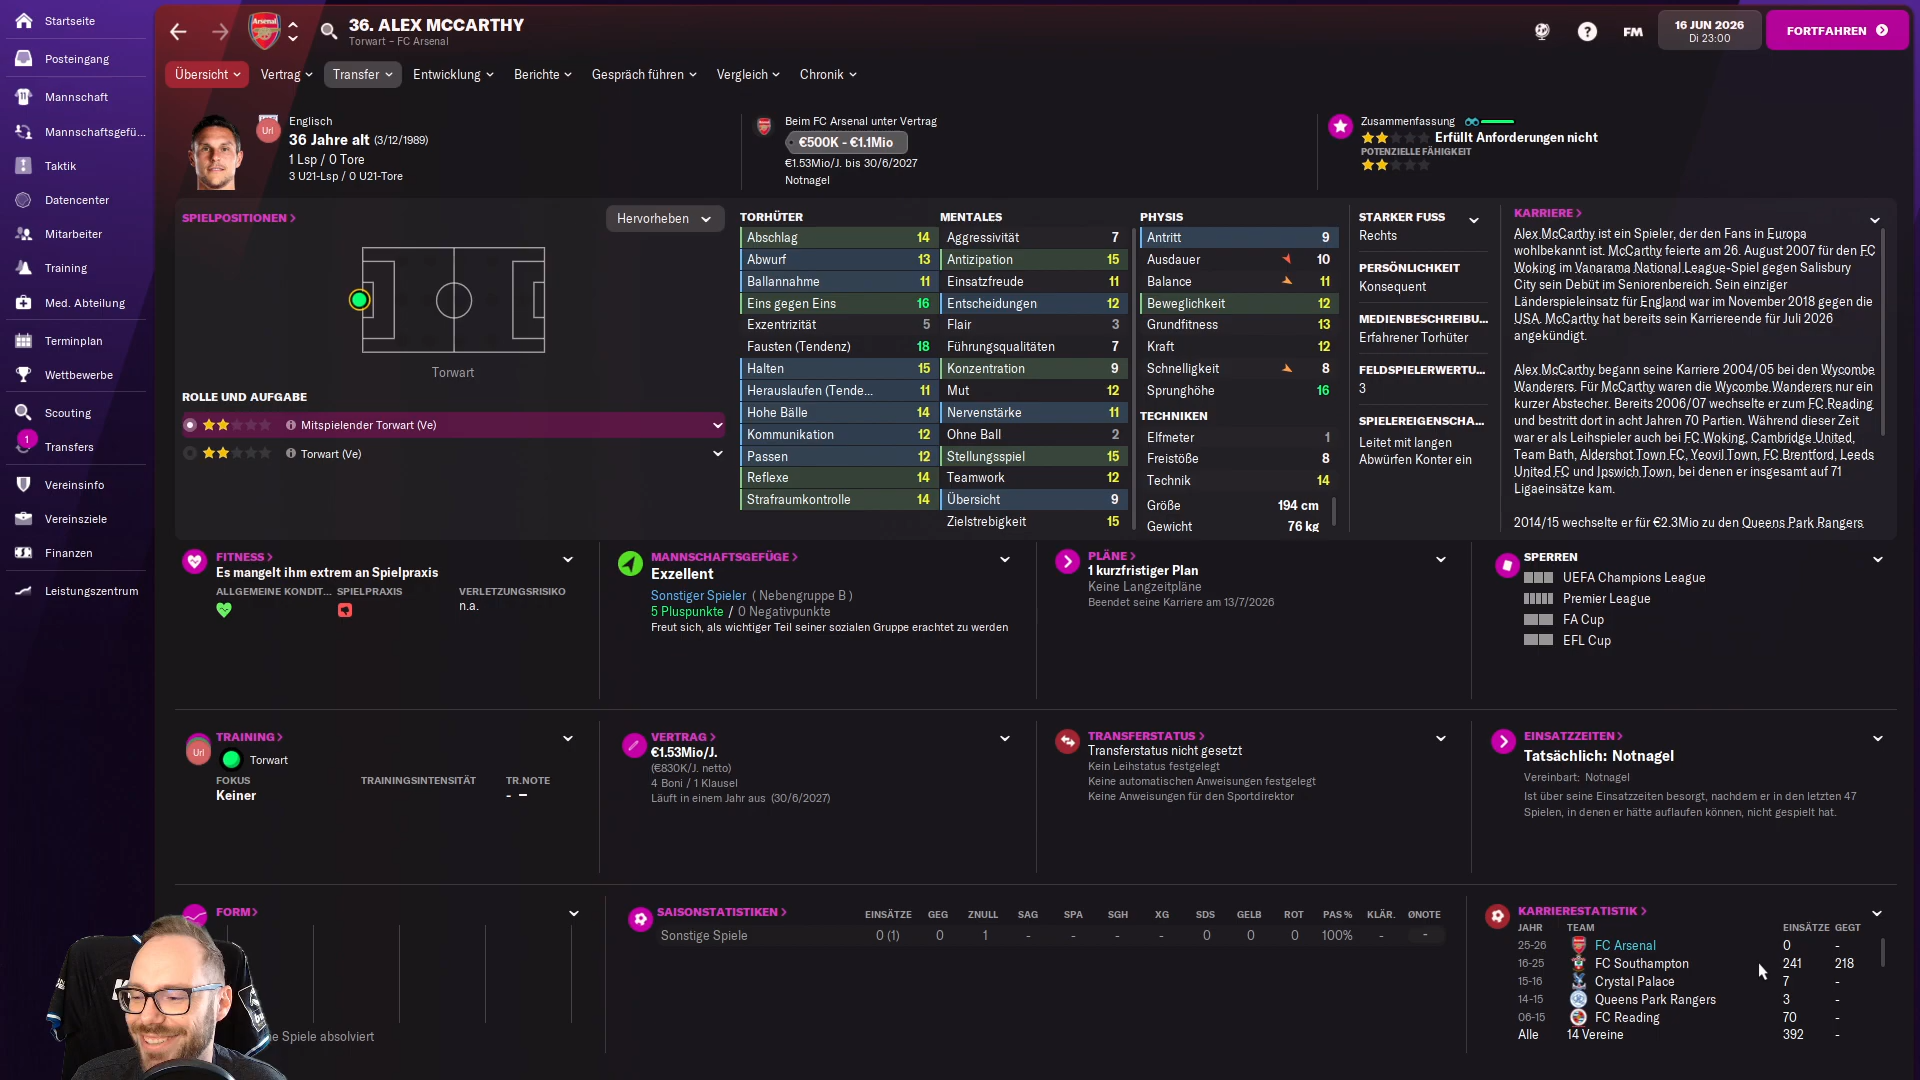 Startseite
Posteingang
Mannschaft
Mannschaftsgefü...
Taktik
Datencenter
Mitarbeiter
Training
Med. Abteilung
Terminplan
Wettbewerbe
Scouting
1
Transfers
Vereinsinfo
Vereinsziele
Finanzen
Leistungszentrum
36. ALEX MCCARTHY
Torwart – FC Arsenal
FM
16 JUN 2026
Di 23:00
FORTFAHREN
Übersicht
Vertrag
Transfer
Entwicklung
Berichte
Gespräch führen
Vergleich
Chronik
Url
Englisch
36 Jahre alt (3/12/1989)
1 Lsp / 0 Tore
3 U21-Lsp / 0 U21-Tore
Beim FC Arsenal unter Vertrag
€500K - €1.1Mio
€1.53Mio/J. bis 30/6/2027
Notnagel
Zusammenfassung
Erfüllt Anforderungen nicht
POTENZIELLE FÄHIGKEIT
SPIELPOSITIONEN
Hervorheben
Torwart
ROLLE UND AUFGABE
Mitspielender Torwart (Ve)
Torwart (Ve)
TORHÜTER
Abschlag 14
Abwurf 13
Ballannahme 11
Eins gegen Eins 16
Exzentrizität 5
Fausten (Tendenz) 18
Halten 15
Herauslaufen (Tende... 11
Hohe Bälle 14
Kommunikation 12
Passen 12
Reflexe 14
Strafraumkontrolle 14
MENTALES
Aggressivität 7
Antizipation 15
Einsatzfreude 11
Entscheidungen 12
Flair 3
Führungsqualitäten 7
Konzentration 9
Mut 12
Nervenstärke 11
Ohne Ball 2
Stellungsspiel 15
Teamwork 12
Übersicht 9
Zielstrebigkeit 15
PHYSIS
Antritt 9
Ausdauer 10
Balance 11
Beweglichkeit 12
Grundfitness 13
Kraft 12
Schnelligkeit 8
Sprunghöhe 16
TECHNIKEN
Elfmeter 1
Freistöße 8
Technik 14
Größe 194 cm
Gewicht 76 kg
STARKER FUSS
Rechts
PERSÖNLICHKEIT
Konsequent
MEDIENBESCHREIBU...
Erfahrener Torhüter
FELDSPIELERWERTU...
3
SPIELEREIGENSCHA...
Leitet mit langen
Abwürfen Konter ein
KARRIERE
Alex McCarthy ist ein Spieler, der den Fans in Europa
wohlbekannt ist. McCarthy feierte am 26. August 2007 für den FC
Woking im Vanarama National League-Spiel gegen Salisbury
City sein Debüt im Seniorenbereich. Sein einziger
Länderspieleinsatz für England war im November 2018 gegen die
USA. McCarthy hat bereits sein Karriereende für Juli 2026
angekündigt.
Alex McCarthy begann seine Karriere 2004/05 bei den Wycombe
Wanderers. Für McCarthy waren die Wycombe Wanderers nur ein
kurzer Abstecher. Bereits 2006/07 wechselte er zum FC Reading
und bestritt dort in acht Jahren 70 Partien. Während dieser Zeit
war er als Leihspieler auch bei FC Woking, Cambridge United,
Team Bath, Aldershot Town FC, Yeovil Town, FC Brentford, Leeds
United FC und Ipswich Town, bei denen er insgesamt auf 71
Ligaeinsätze kam.
2014/15 wechselte er für €2.3Mio zu den Queens Park Rangers
FITNESS
Es mangelt ihm extrem an Spielpraxis
ALLGEMEINE KONDIT... SPIELPRAXIS VERLETZUNGSRISIKO
n.a.
MANNSCHAFTSGEFÜGE
Exzellent
Sonstiger Spieler ( Nebengruppe B )
5 Pluspunkte / 0 Negativpunkte
Freut sich, als wichtiger Teil seiner sozialen Gruppe erachtet zu werden
PLÄNE
1 kurzfristiger Plan
Keine Langzeitpläne
Beendet seine Karriere am 13/7/2026
SPERREN
UEFA Champions League
Premier League
FA Cup
EFL Cup
TRAINING
Url
Torwart
FOKUS TRAININGSINTENSITÄT TR.NOTE
Keiner - –
VERTRAG
€1.53Mio/J.
(€830K/J. netto)
4 Boni / 1 Klausel
Läuft in einem Jahr aus (30/6/2027)
TRANSFERSTATUS
Transferstatus nicht gesetzt
Kein Leihstatus festgelegt
Keine automatischen Anweisungen festgelegt
Keine Anweisungen für den Sportdirektor
EINSATZZEITEN
Tatsächlich: Notnagel
Vereinbart: Notnagel
Ist über seine Einsatzzeiten besorgt, nachdem er in den letzten 47
Spielen, in denen er hätte auflaufen können, nicht gespielt hat.
FORM
e Spiele absolviert
SAISONSTATISTIKEN EINSÄTZE GEG ZNULL SAG SPA SGH XG SDS GELB ROT PAS % KLÄR. ØNOTE
Sonstige Spiele 0 (1) 0 1 - - - - 0 0 0 100% - -
KARRIERESTATISTIK
JAHR TEAM EINSÄTZE GEGT
25-26 FC Arsenal 0 -
16-25 FC Southampton 241 218
15-16 Crystal Palace 7 -
14-15 Queens Park Rangers 3 -
06-15 FC Reading 70 -
Alle 14 Vereine 392 -